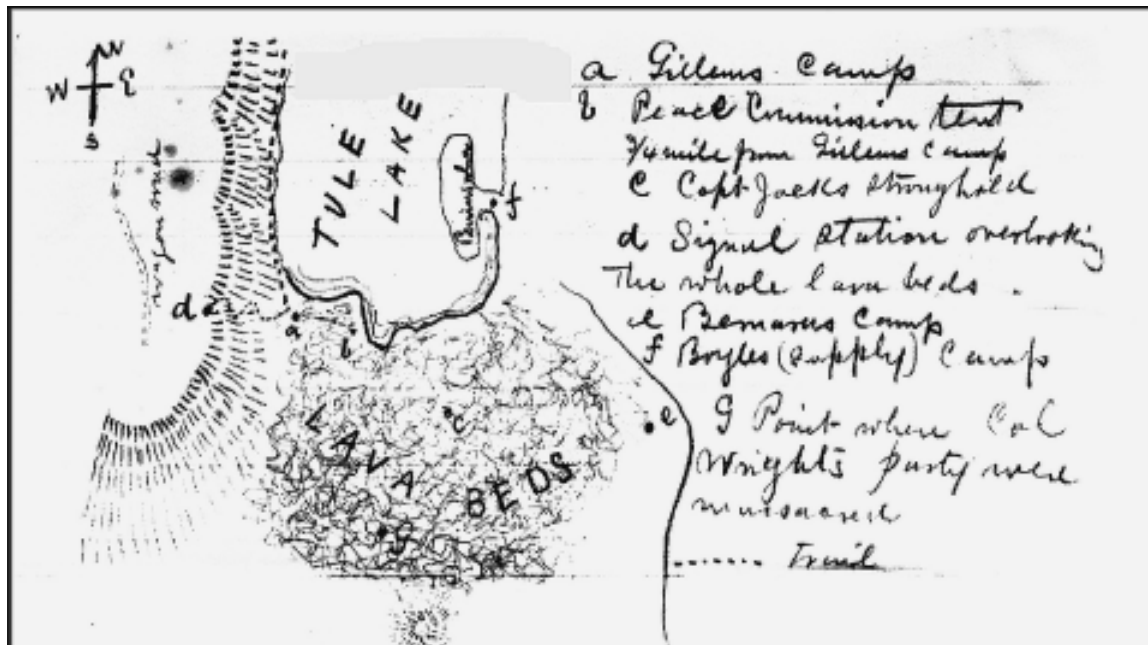 N
W E
S
wagon road
TULE
LAKE
f
d
a
b
c
e
LAVA
BEDS
g
a Gillems Camp
b Peace Commission tent
3/4 mile from Gillems Camp
C Capt Jacks stronghold
d Signal station overlooking
The whole lava beds.
e Bernards Camp
f Boyles (supply) Camp
G Point where Col
Wright's party were
massacred
------- trail